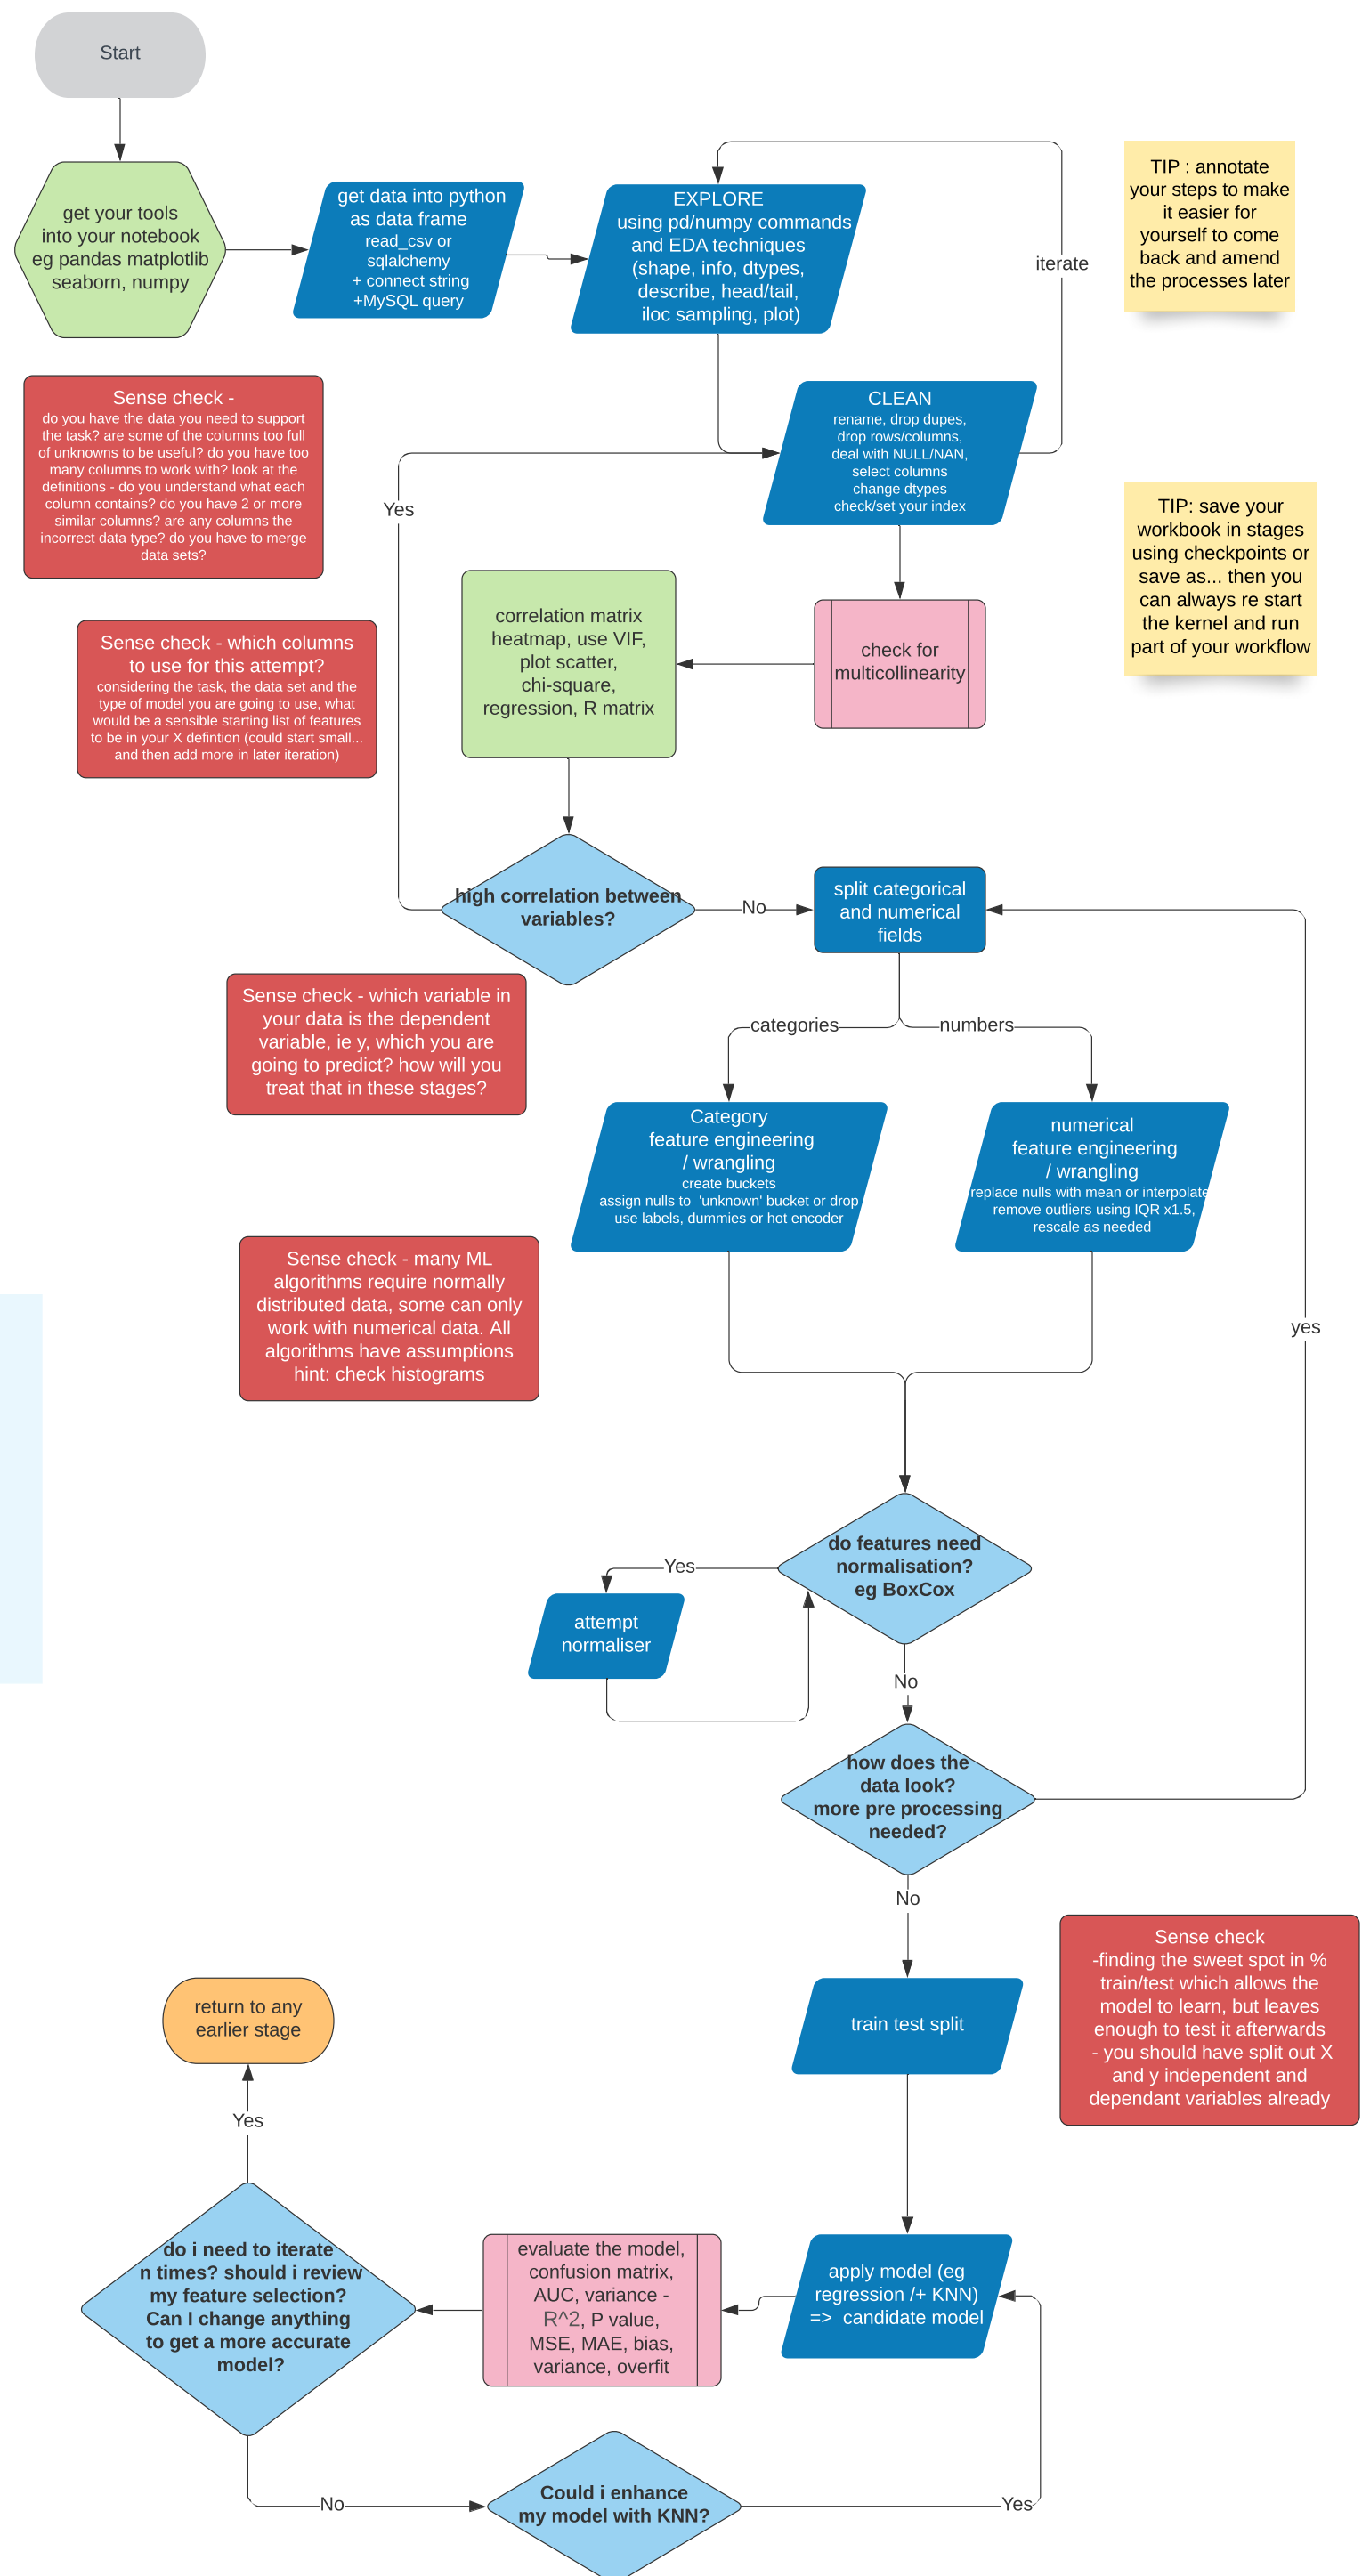 Start
get your tools
into your notebook
eg pandas matplotlib
seaborn, numpy
get data into python
as data frame
read_csv or
sqlalchemy
+ connect string
+MySQL query
EXPLORE
using pd/numpy commands
and EDA techniques
(shape, info, dtypes,
describe, head/tail,
iloc sampling, plot)
iterate
TIP : annotate
your steps to make
it easier for
yourself to come
back and amend
the processes later
Sense check -
do you have the data you need to support
the task? are some of the columns too full
of unknowns to be useful? do you have too
many columns to work with? look at the
definitions - do you understand what each
column contains? do you have 2 or more
similar columns? are any columns the
incorrect data type? do you have to merge
data sets?
Yes
CLEAN
rename, drop dupes,
drop rows/columns,
deal with NULL/NAN,
select columns
change dtypes
check/set your index
TIP: save your
workbook in stages
using checkpoints or
save as... then you
can always re start
the kernel and run
part of your workflow
Sense check - which columns
to use for this attempt?
considering the task, the data set and the
type of model you are going to use, what
would be a sensible starting list of features
to be in your X defintion (could start small...
and then add more in later iteration)
correlation matrix
heatmap, use VIF,
plot scatter,
chi-square,
regression, R matrix
check for
multicollinearity
high correlation between
variables?
No
split categorical
and numerical
fields
Sense check - which variable in
your data is the dependent
variable, ie y, which you are
going to predict? how will you
treat that in these stages?
categories
numbers
Category
feature engineering
/ wrangling
create buckets
assign nulls to 'unknown' bucket or drop
use labels, dummies or hot encoder
numerical
feature engineering
/ wrangling
replace nulls with mean or interpolate
remove outliers using IQR x1.5,
rescale as needed
Sense check - many ML
algorithms require normally
distributed data, some can only
work with numerical data. All
algorithms have assumptions
hint: check histograms
yes
do features need
normalisation?
eg BoxCox
Yes
attempt
normaliser
No
how does the
data look?
more pre processing
needed?
No
Sense check
-finding the sweet spot in %
train/test which allows the
model to learn, but leaves
enough to test it afterwards
- you should have split out X
and y independent and
dependant variables already
return to any
earlier stage
train test split
Yes
do i need to iterate
n times? should i review
my feature selection?
Can I change anything
to get a more accurate
model?
evaluate the model,
confusion matrix,
AUC, variance -
R^2, P value,
MSE, MAE, bias,
variance, overfit
apply model (eg
regression /+ KNN)
=> candidate model
No
Could i enhance
my model with KNN?
Yes